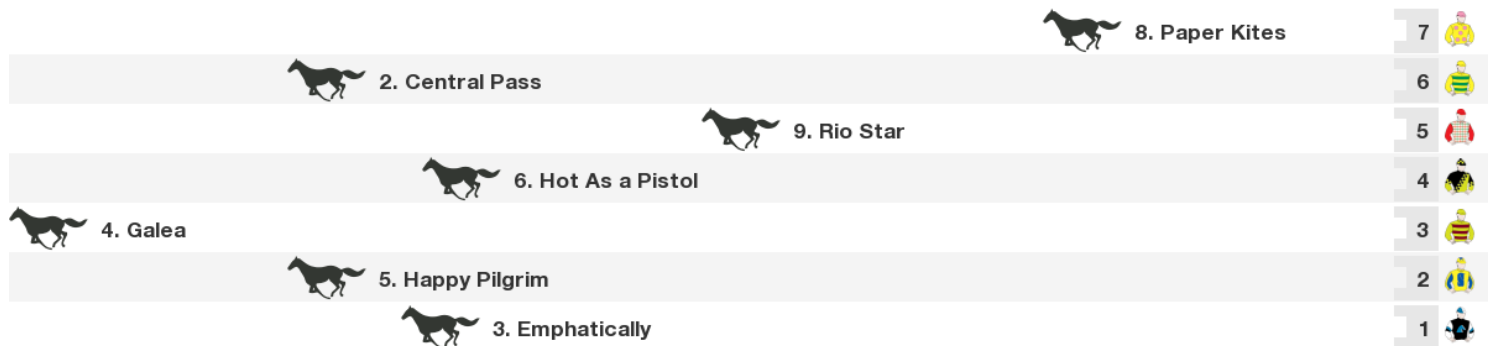 8. Paper Kites 7
2. Central Pass 6
9. Rio Star 5
6. Hot As a Pistol 4
4. Galea 3
5. Happy Pilgrim 2
3. Emphatically 1